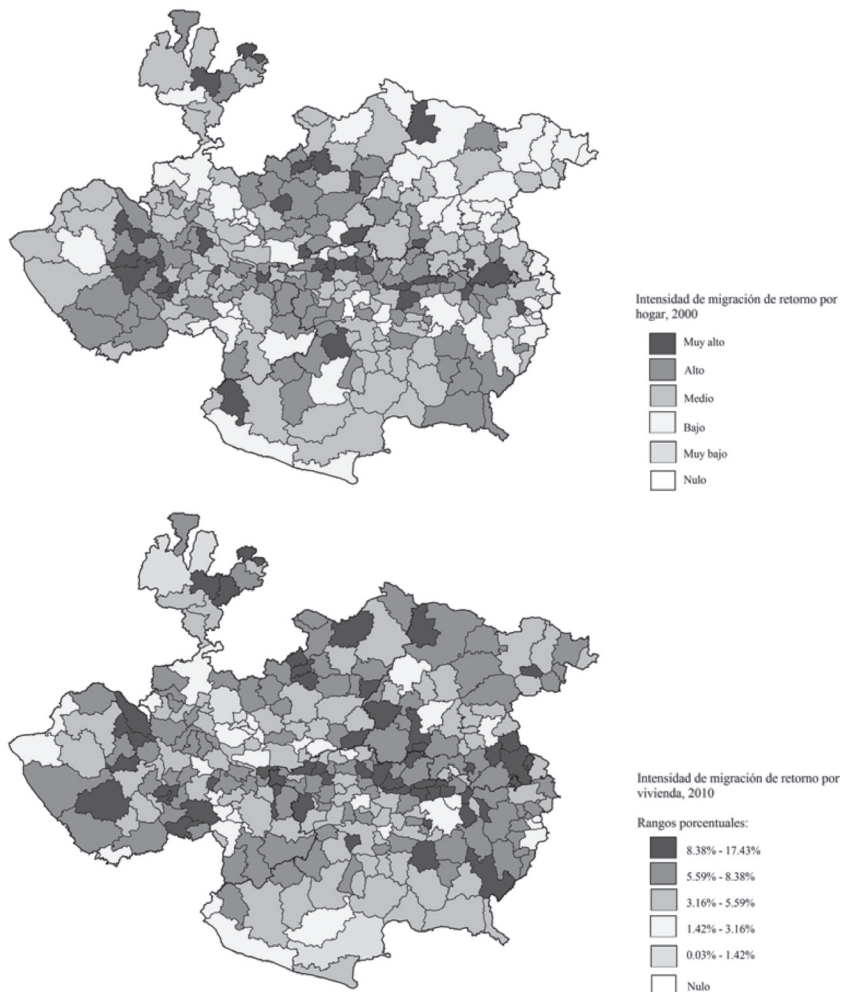 Intensidad de migración de retorno por
hogar, 2000
Muy alto
Alto
Medio
Bajo
Muy bajo
Nulo
Intensidad de migración de retorno por
vivienda, 2010
Rangos porcentuales:
8.38% - 17.43%
5.59% - 8.38%
3.16% - 5.59%
1.42% - 3.16%
0.03% - 1.42%
Nulo